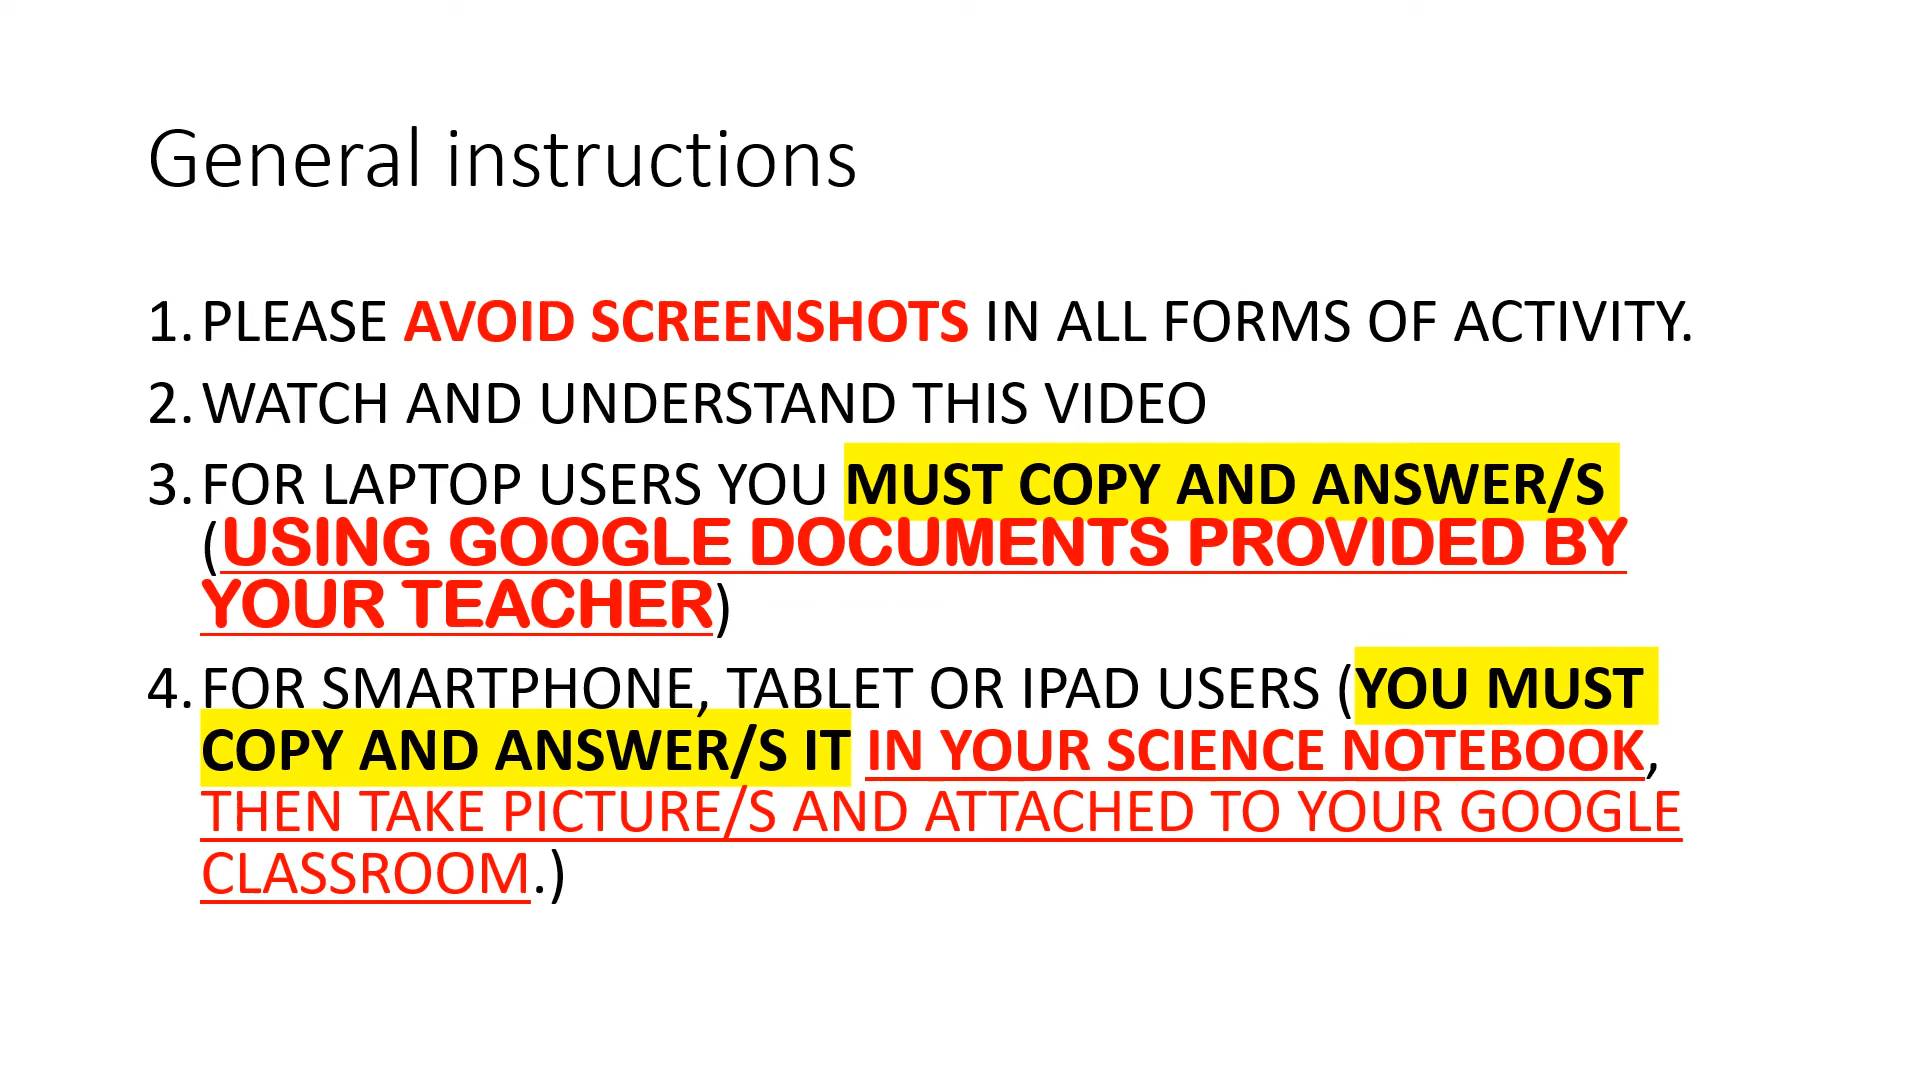 General instructions
1. PLEASE AVOID SCREENSHOTS IN ALL FORMS OF ACTIVITY.
2. WATCH AND UNDERSTAND THIS VIDEO
3. FOR LAPTOP USERS YOU MUST COPY AND ANSWER/S
(USING GOOGLE DOCUMENTS PROVIDED BY
YOUR TEACHER)
4. FOR SMARTPHONE, TABLET OR IPAD USERS (YOU MUST
COPY AND ANSWER/S IT IN YOUR SCIENCE NOTEBOOK,
THEN TAKE PICTURE/S AND ATTACHED TO YOUR GOOGLE
CLASSROOM.)